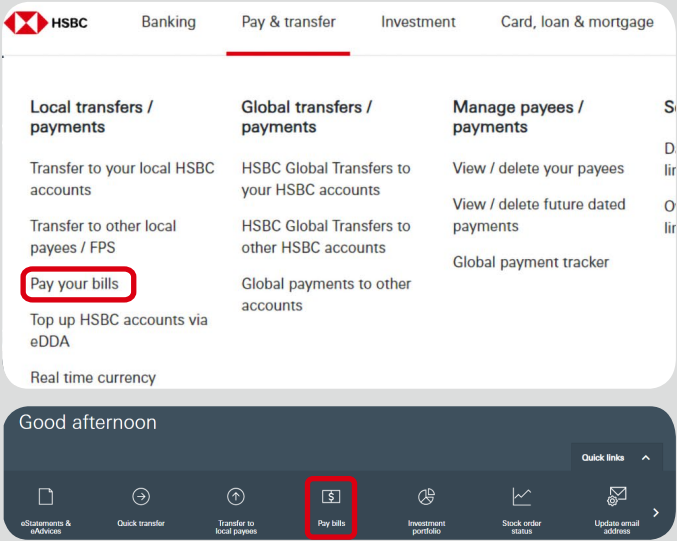 HSBC
Banking
Pay & transfer
Investment
Card, loan & mortgage
Local transfers /
payments
Transfer to your local HSBC
accounts
Transfer to other local
payees / FPS
Pay your bills
Top up HSBC accounts via
eDDA
Real time currency
Global transfers /
payments
HSBC Global Transfers to
your HSBC accounts
HSBC Global Transfers to
other HSBC accounts
Global payments to other
accounts
Manage payees /
payments
View / delete your payees
View / delete future dated
payments
Global payment tracker
Good afternoon
Quick links
eStatements &
eAdvices
Quick transfer
Transfer to
local payees
Pay bills
Investment
portfolio
Stock order
status
Update email
address